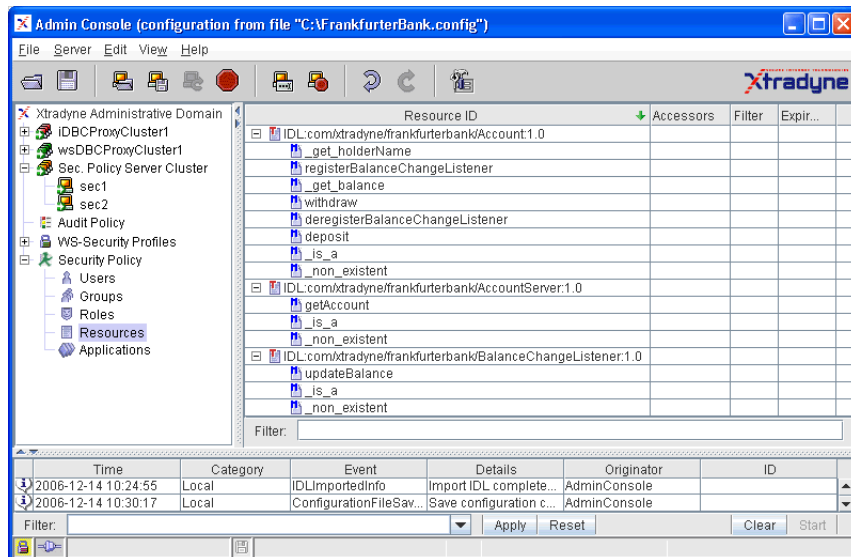 Admin Console (configuration from file "C:\FrankfurterBank.config")
File Server Edit View Help
Xtradyne
Xtradyne Administrative Domain
iDBCProxyCluster1
wsDBCProxyCluster1
Sec. Policy Server Cluster
sec1
sec2
Audit Policy
WS-Security Profiles
Security Policy
Users
Groups
Roles
Resources
Applications
Resource ID Accessors Filter Expir...
IDL:com/xtradyne/frankfurterbank/Account:1.0
_get_holderName
registerBalanceChangeListener
_get_balance
withdraw
deregisterBalanceChangeListener
deposit
_is_a
_non_existent
IDL:com/xtradyne/frankfurterbank/AccountServer:1.0
getAccount
_is_a
_non_existent
IDL:com/xtradyne/frankfurterbank/BalanceChangeListener:1.0
updateBalance
_is_a
_non_existent
Filter:
Time Category Event Details Originator ID
2006-12-14 10:24:55 Local IDLImportedInfo Import IDL complete... AdminConsole
2006-12-14 10:30:17 Local ConfigurationFileSav... Save configuration c... AdminConsole
Filter: Apply Reset Clear Start